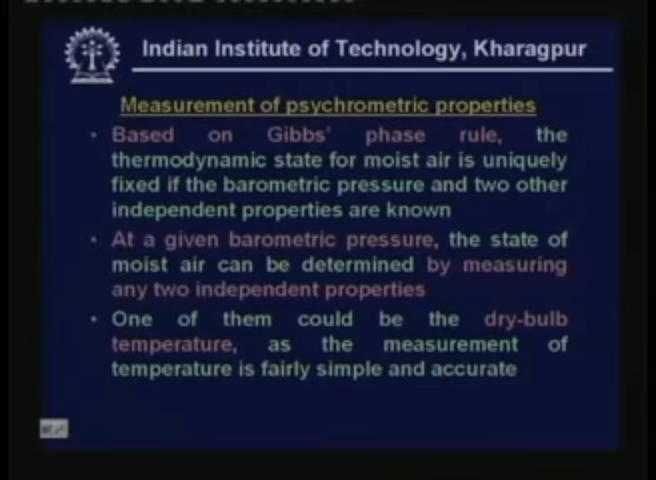 Indian Institute of Technology, Kharagpur
Measurement of psychrometric properties
• Based on Gibbs' phase rule, the
thermodynamic state for moist air is uniquely
fixed if the barometric pressure and two other
independent properties are known
• At a given barometric pressure, the state of
moist air can be determined by measuring
any two independent properties
• One of them could be the dry-bulb
temperature, as the measurement of
temperature is fairly simple and accurate